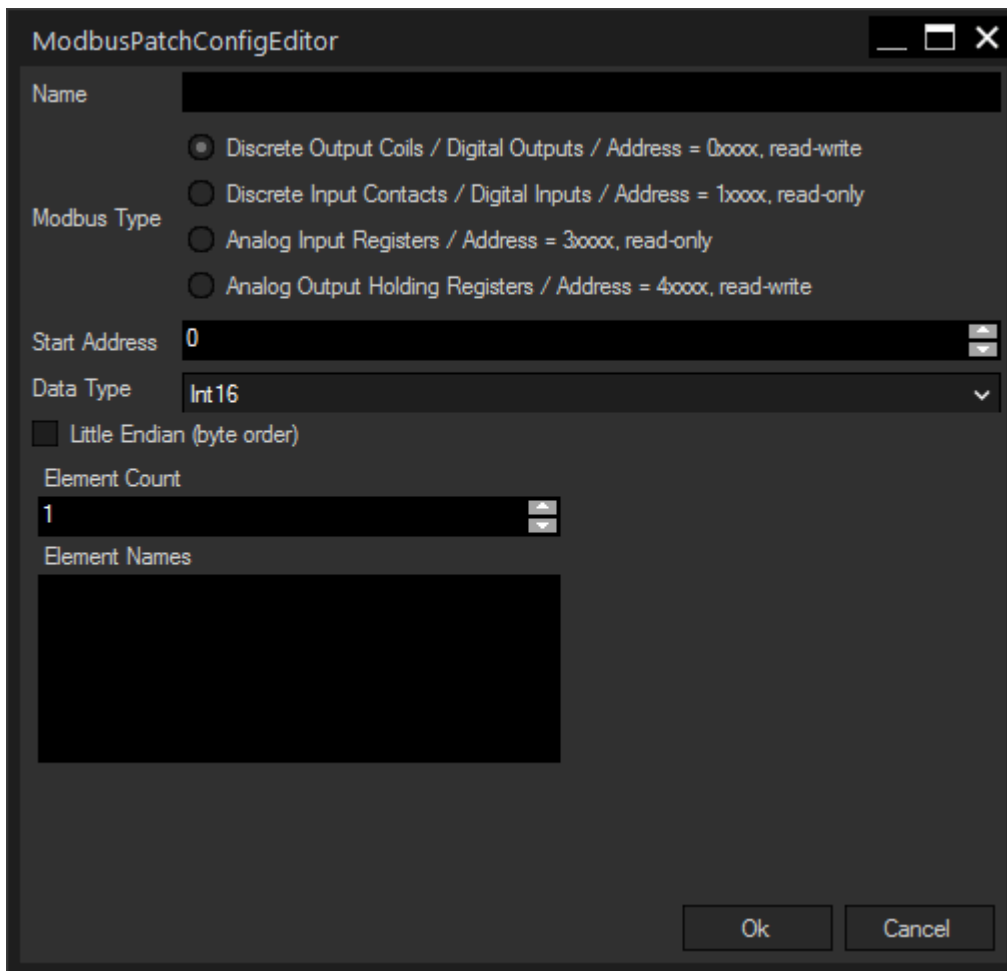 ModbusPatchConfigEditor
Name
Modbus Type
Discrete Output Coils / Digital Outputs / Address = 0xxxx, read-write
Discrete Input Contacts / Digital Inputs / Address = 1xxxx, read-only
Analog Input Registers / Address = 3xxxx, read-only
Analog Output Holding Registers / Address = 4xxxx, read-write
Start Address 0
Data Type Int16
Little Endian (byte order)
Element Count
1
Element Names
Ok Cancel